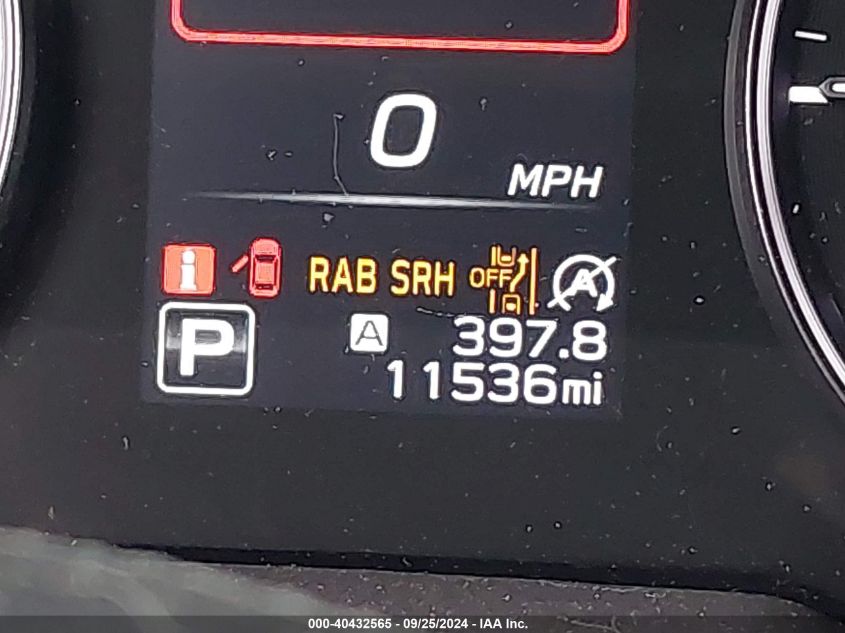 0
MPH
i RAB SRH OFF A
P A 397.8
11536mi
000-40432565 - 09/25/2024 - IAA Inc.